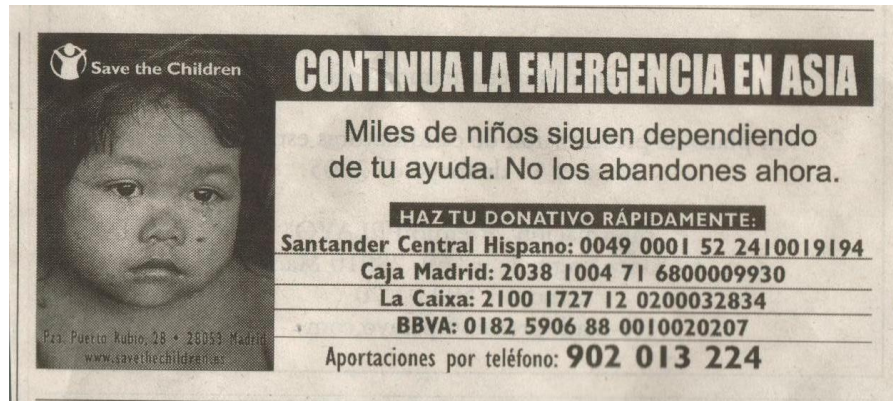 Save the Children
CONTINUA LA EMERGENCIA EN ASIA
Miles de niños siguen dependiendo
de tu ayuda. No los abandones ahora.
HAZ TU DONATIVO RÁPIDAMENTE:
Santander Central Hispano: 0049 0001 52 2410019194
Caja Madrid: 2038 1004 71 6800009930
La Caixa: 2100 1727 12 0200032834
BBVA: 0182 5906 88 0010020207
Aportaciones por teléfono: 902 013 224
Pza. Puerto Rubio, 28 • 28053 Madrid
www.savethechildren.es